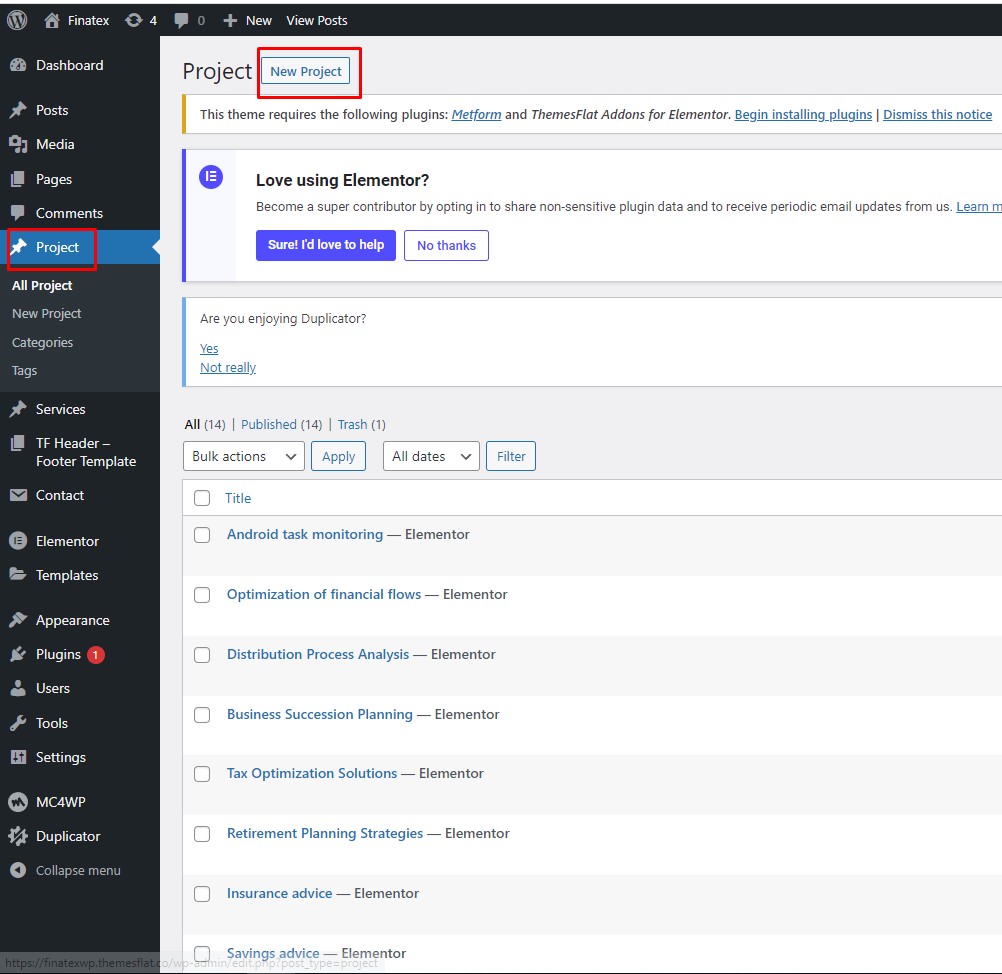 Finatex 4 0 New View Posts
Dashboard
Posts
Media
Pages
Comments
Project
All Project
New Project
Categories
Tags
Services
TF Header –
Footer Template
Contact
Elementor
Templates
Appearance
Plugins 1
Users
Tools
Settings
MC4WP
Duplicator
Collapse menu
Project New Project
This theme requires the following plugins: Metform and ThemesFlat Addons for Elementor. Begin installing plugins | Dismiss this notice
Love using Elementor?
Become a super contributor by opting in to share non-sensitive plugin data and to receive periodic email updates from us. Learn m
Sure! I'd love to help No thanks
Are you enjoying Duplicator?
Yes
Not really
All (14) | Published (14) | Trash (1)
Bulk actions Apply All dates Filter
Title
Android task monitoring — Elementor
Optimization of financial flows — Elementor
Distribution Process Analysis — Elementor
Business Succession Planning — Elementor
Tax Optimization Solutions — Elementor
Retirement Planning Strategies — Elementor
Insurance advice — Elementor
Savings advice — Elementor
https://finatexwp.themesflat.co/wp-admin/edit.php?post_type=project